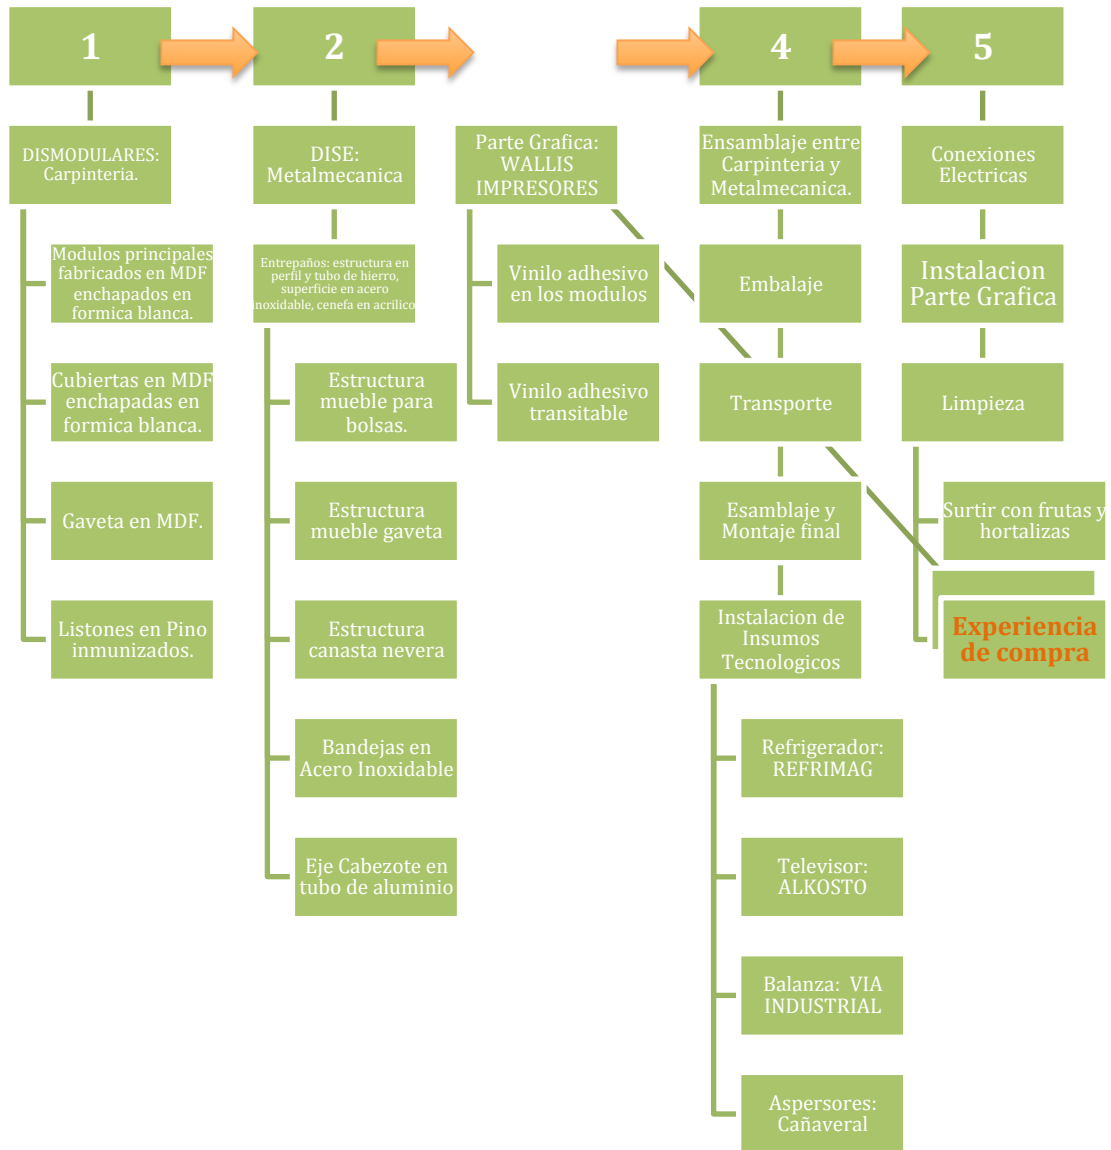 1
2
4
5
DISMODULARES:
Carpinteria.
Modulos principales
fabricados en MDF
enchapados en
formica blanca.
Cubiertas en MDF
enchapadas en
formica blanca.
Gaveta en MDF.
Listones en Pino
inmunizados.
DISE:
Metalmecanica
Entrepaños: estructura en
perfil y tubo de hierro,
superficie en acero
inoxidable, cenefa en acrilico
Estructura
mueble para
bolsas.
Estructura
mueble gaveta
Estructura
canasta nevera
Bandejas en
Acero Inoxidable
Eje Cabezote en
tubo de aluminio
Parte Grafica:
WALLIS
IMPRESORES
Vinilo adhesivo
en los modulos
Vinilo adhesivo
transitable
Ensamblaje entre
Carpinteria y
Metalmecanica.
Embalaje
Transporte
Esamblaje y
Montaje final
Instalacion de
Insumos
Tecnologicos
Refrigerador:
REFRIMAG
Televisor:
ALKOSTO
Balanza: VIA
INDUSTRIAL
Aspersores:
Cañaveral
Conexiones
Electricas
Instalacion
Parte Grafica
Limpieza
Surtir con frutas y
hortalizas
Experiencia
de compra